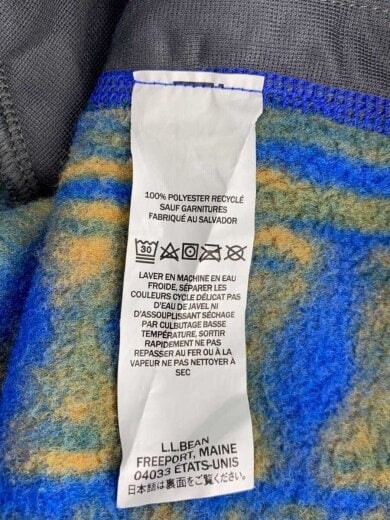 100% POLYESTER RECYCLÉ
SAUF GARNITURES
FABRIQUÉ AU SALVADOR
30
LAVER EN MACHINE EN EAU
FROIDE, SÉPARER LES
COULEURS CYCLE DÉLICAT PAS
D'EAU DE JAVEL NI
D'ASSOUPLISSANT SÉCHAGE
PAR CULBUTAGE BASSE
TEMPÉRATURE, SORTIR
RAPIDEMENT NE PAS
REPASSER AU FER OU À LA
VAPEUR NE PAS NETTOYER À
SEC
L.L.BEAN
FREEPORT, MAINE
04033 ÉTATS-UNIS
日本語は裏面をご覧ください。